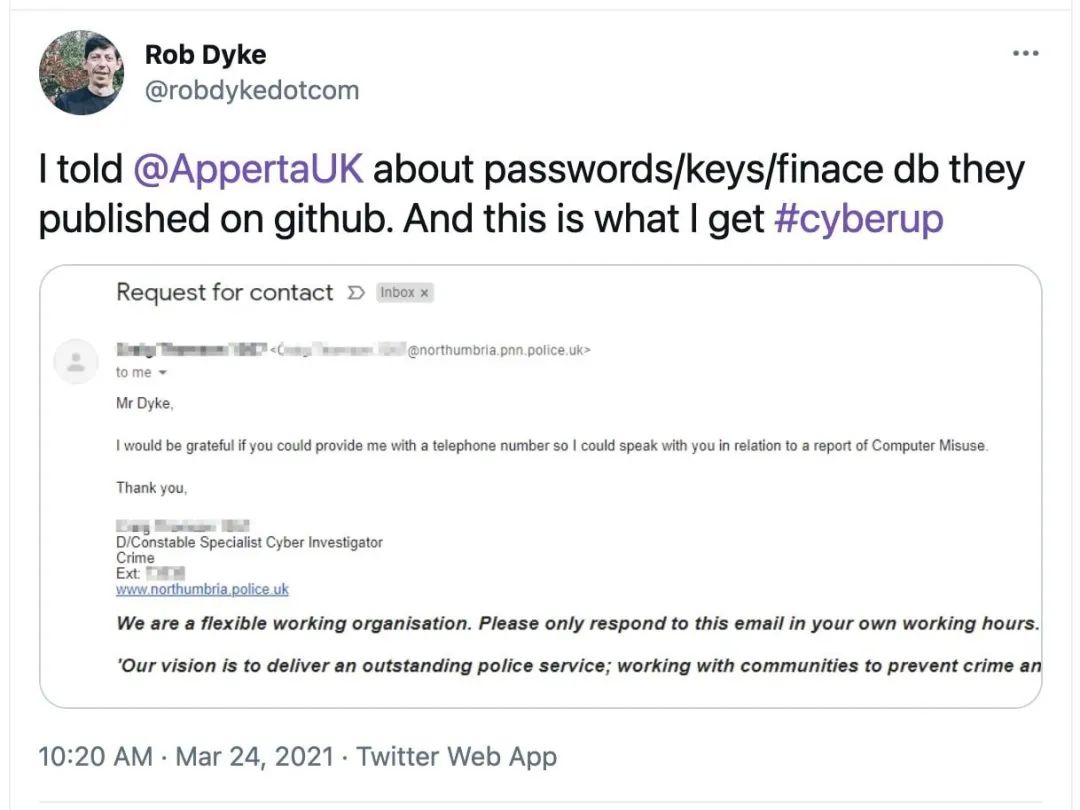 Rob Dyke
@robdykedotcom
I told @AppertaUK about passwords/keys/finace db they
published on github. And this is what I get #cyberup
Request for contact Inbox x
@northumbria.pnn.police.uk>
to me
Mr Dyke,
I would be grateful if you could provide me with a telephone number so I could speak with you in relation to a report of Computer Misuse.
Thank you,
D/Constable Specialist Cyber Investigator
Crime
Ext:
www.northumbria.police.uk
We are a flexible working organisation. Please only respond to this email in your own working hours.
'Our vision is to deliver an outstanding police service; working with communities to prevent crime an
10:20 AM · Mar 24, 2021 · Twitter Web App